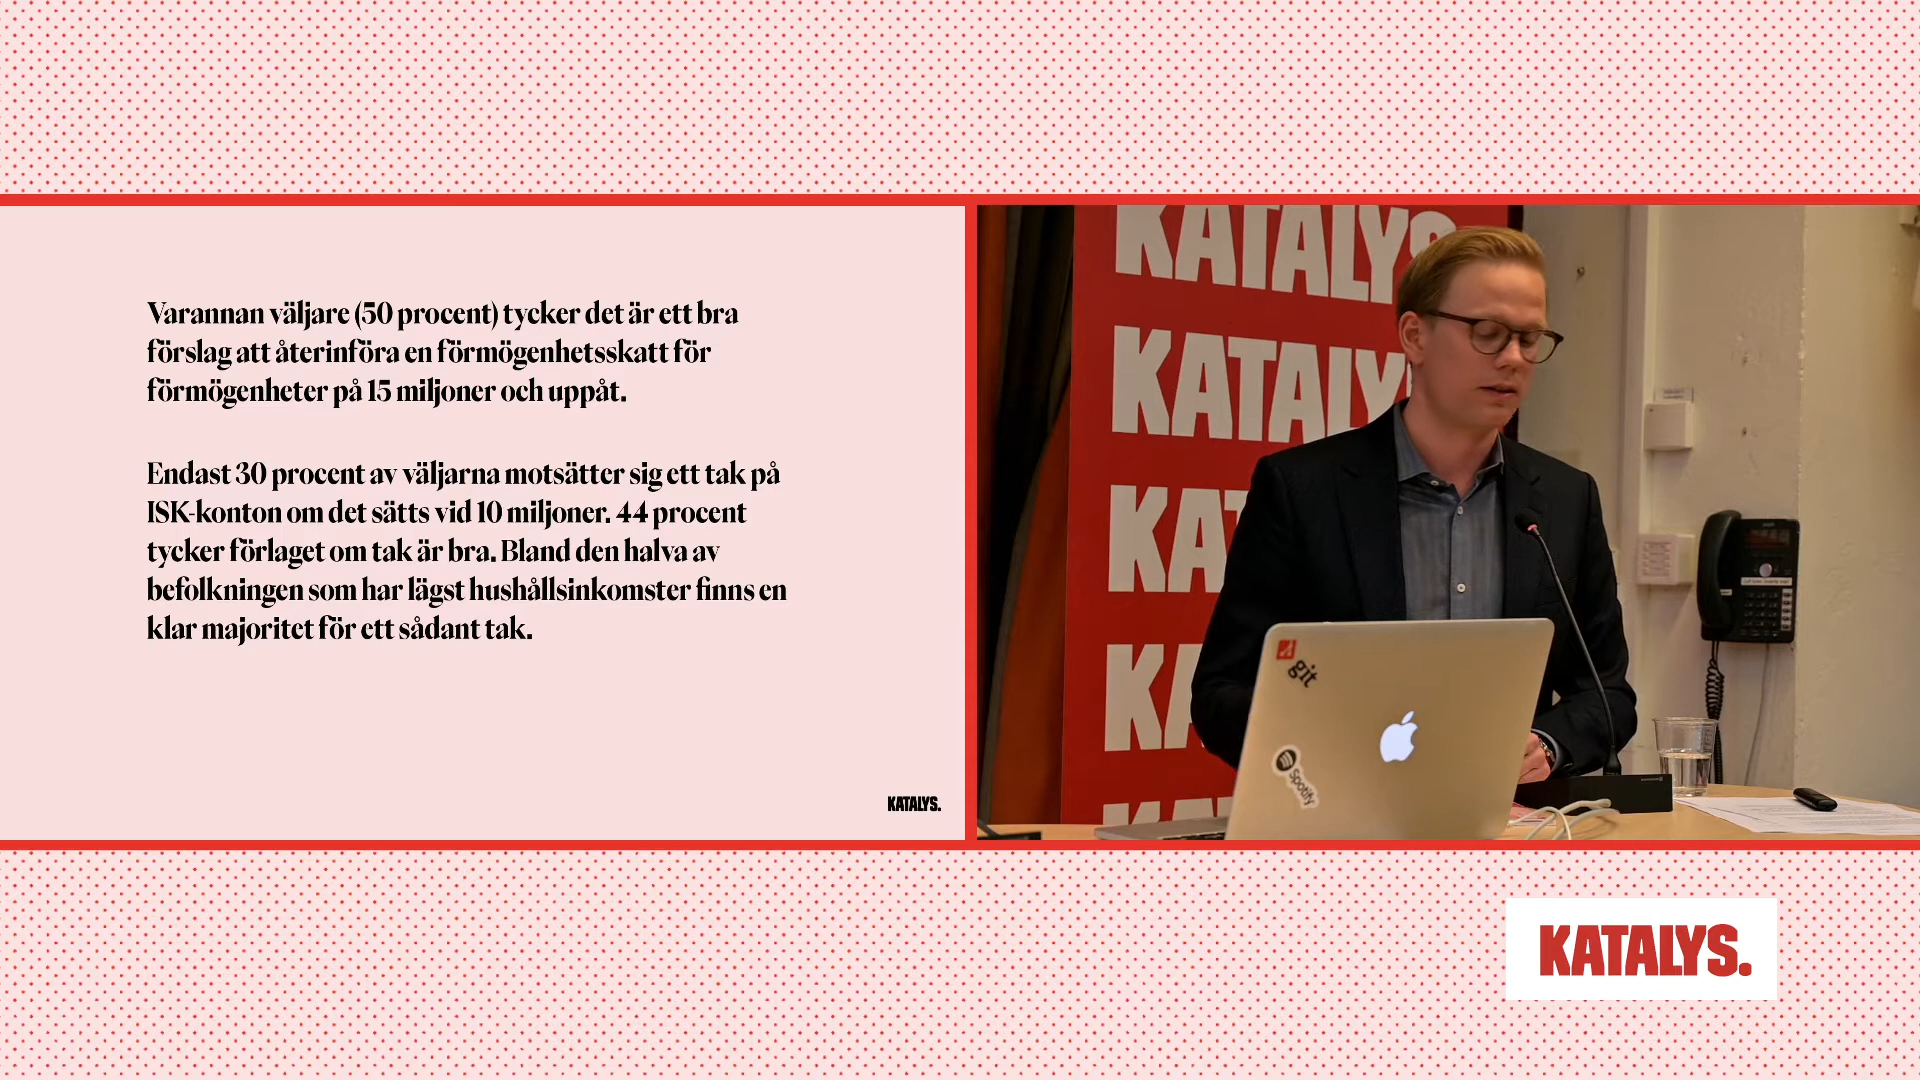 Varannan väljare (50 procent) tycker det är ett bra
förslag att återinföra en förmögenhetsskatt för
förmögenheter på 15 miljoner och uppåt.
Endast 30 procent av väljarna motsätter sig ett tak på
ISK-konton om det sätts vid 10 miljoner. 44 procent
tycker förlaget om tak är bra. Bland den halva av
befolkningen som har lägst hushållsinkomster finns en
klar majoritet för ett sådant tak.
KATALYS.
KATALYS
KATALY
KAT
KA
git
Spotify
KATALYS.